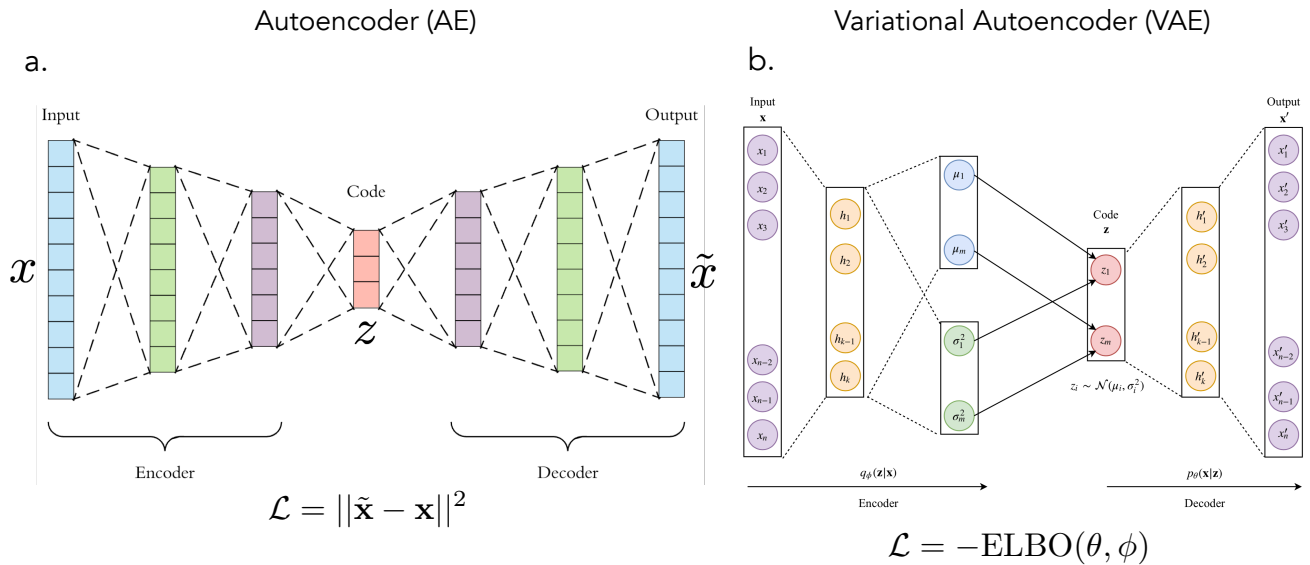 Autoencoder (AE)
Variational Autoencoder (VAE)
a.
Input
Output
Code
x
z
x̃
Encoder
Decoder
ℒ = ||x̃ − x||²
b.
Input
x
x₁
x₂
x₃
xₙ₋₂
xₙ₋₁
xₙ
h₁
h₂
hₖ₋₁
hₖ
μ₁
μₘ
σ₁²
σₘ²
Code
z
z₁
zₘ
zᵢ ~ 𝒩(μᵢ, σᵢ²)
h′₁
h′₂
h′ₖ₋₁
h′ₖ
Output
x′
x′₁
x′₂
x′₃
x′ₙ₋₂
x′ₙ₋₁
x′ₙ
q_ϕ(z|x)
Encoder
p_θ(x|z)
Decoder
ℒ = −ELBO(θ, ϕ)